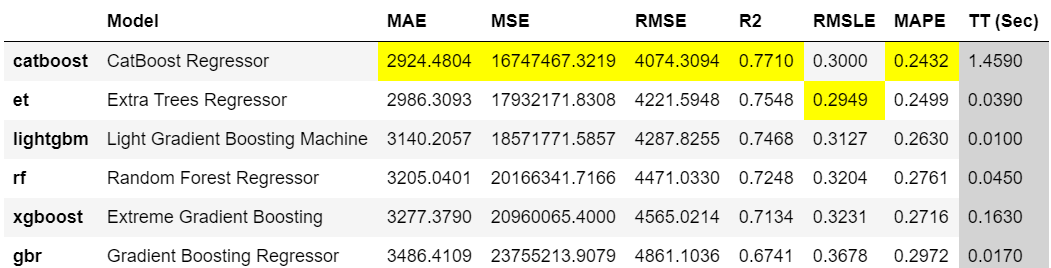 Model MAE MSE RMSE R2 RMSLE MAPE TT (Sec)
catboost CatBoost Regressor 2924.4804 16747467.3219 4074.3094 0.7710 0.3000 0.2432 1.4590
et Extra Trees Regressor 2986.3093 17932171.8308 4221.5948 0.7548 0.2949 0.2499 0.0390
lightgbm Light Gradient Boosting Machine 3140.2057 18571771.5857 4287.8255 0.7468 0.3127 0.2630 0.0100
rf Random Forest Regressor 3205.0401 20166341.7166 4471.0330 0.7248 0.3204 0.2761 0.0450
xgboost Extreme Gradient Boosting 3277.3790 20960065.4000 4565.0214 0.7134 0.3231 0.2716 0.1630
gbr Gradient Boosting Regressor 3486.4109 23755213.9079 4861.1036 0.6741 0.3678 0.2972 0.0170